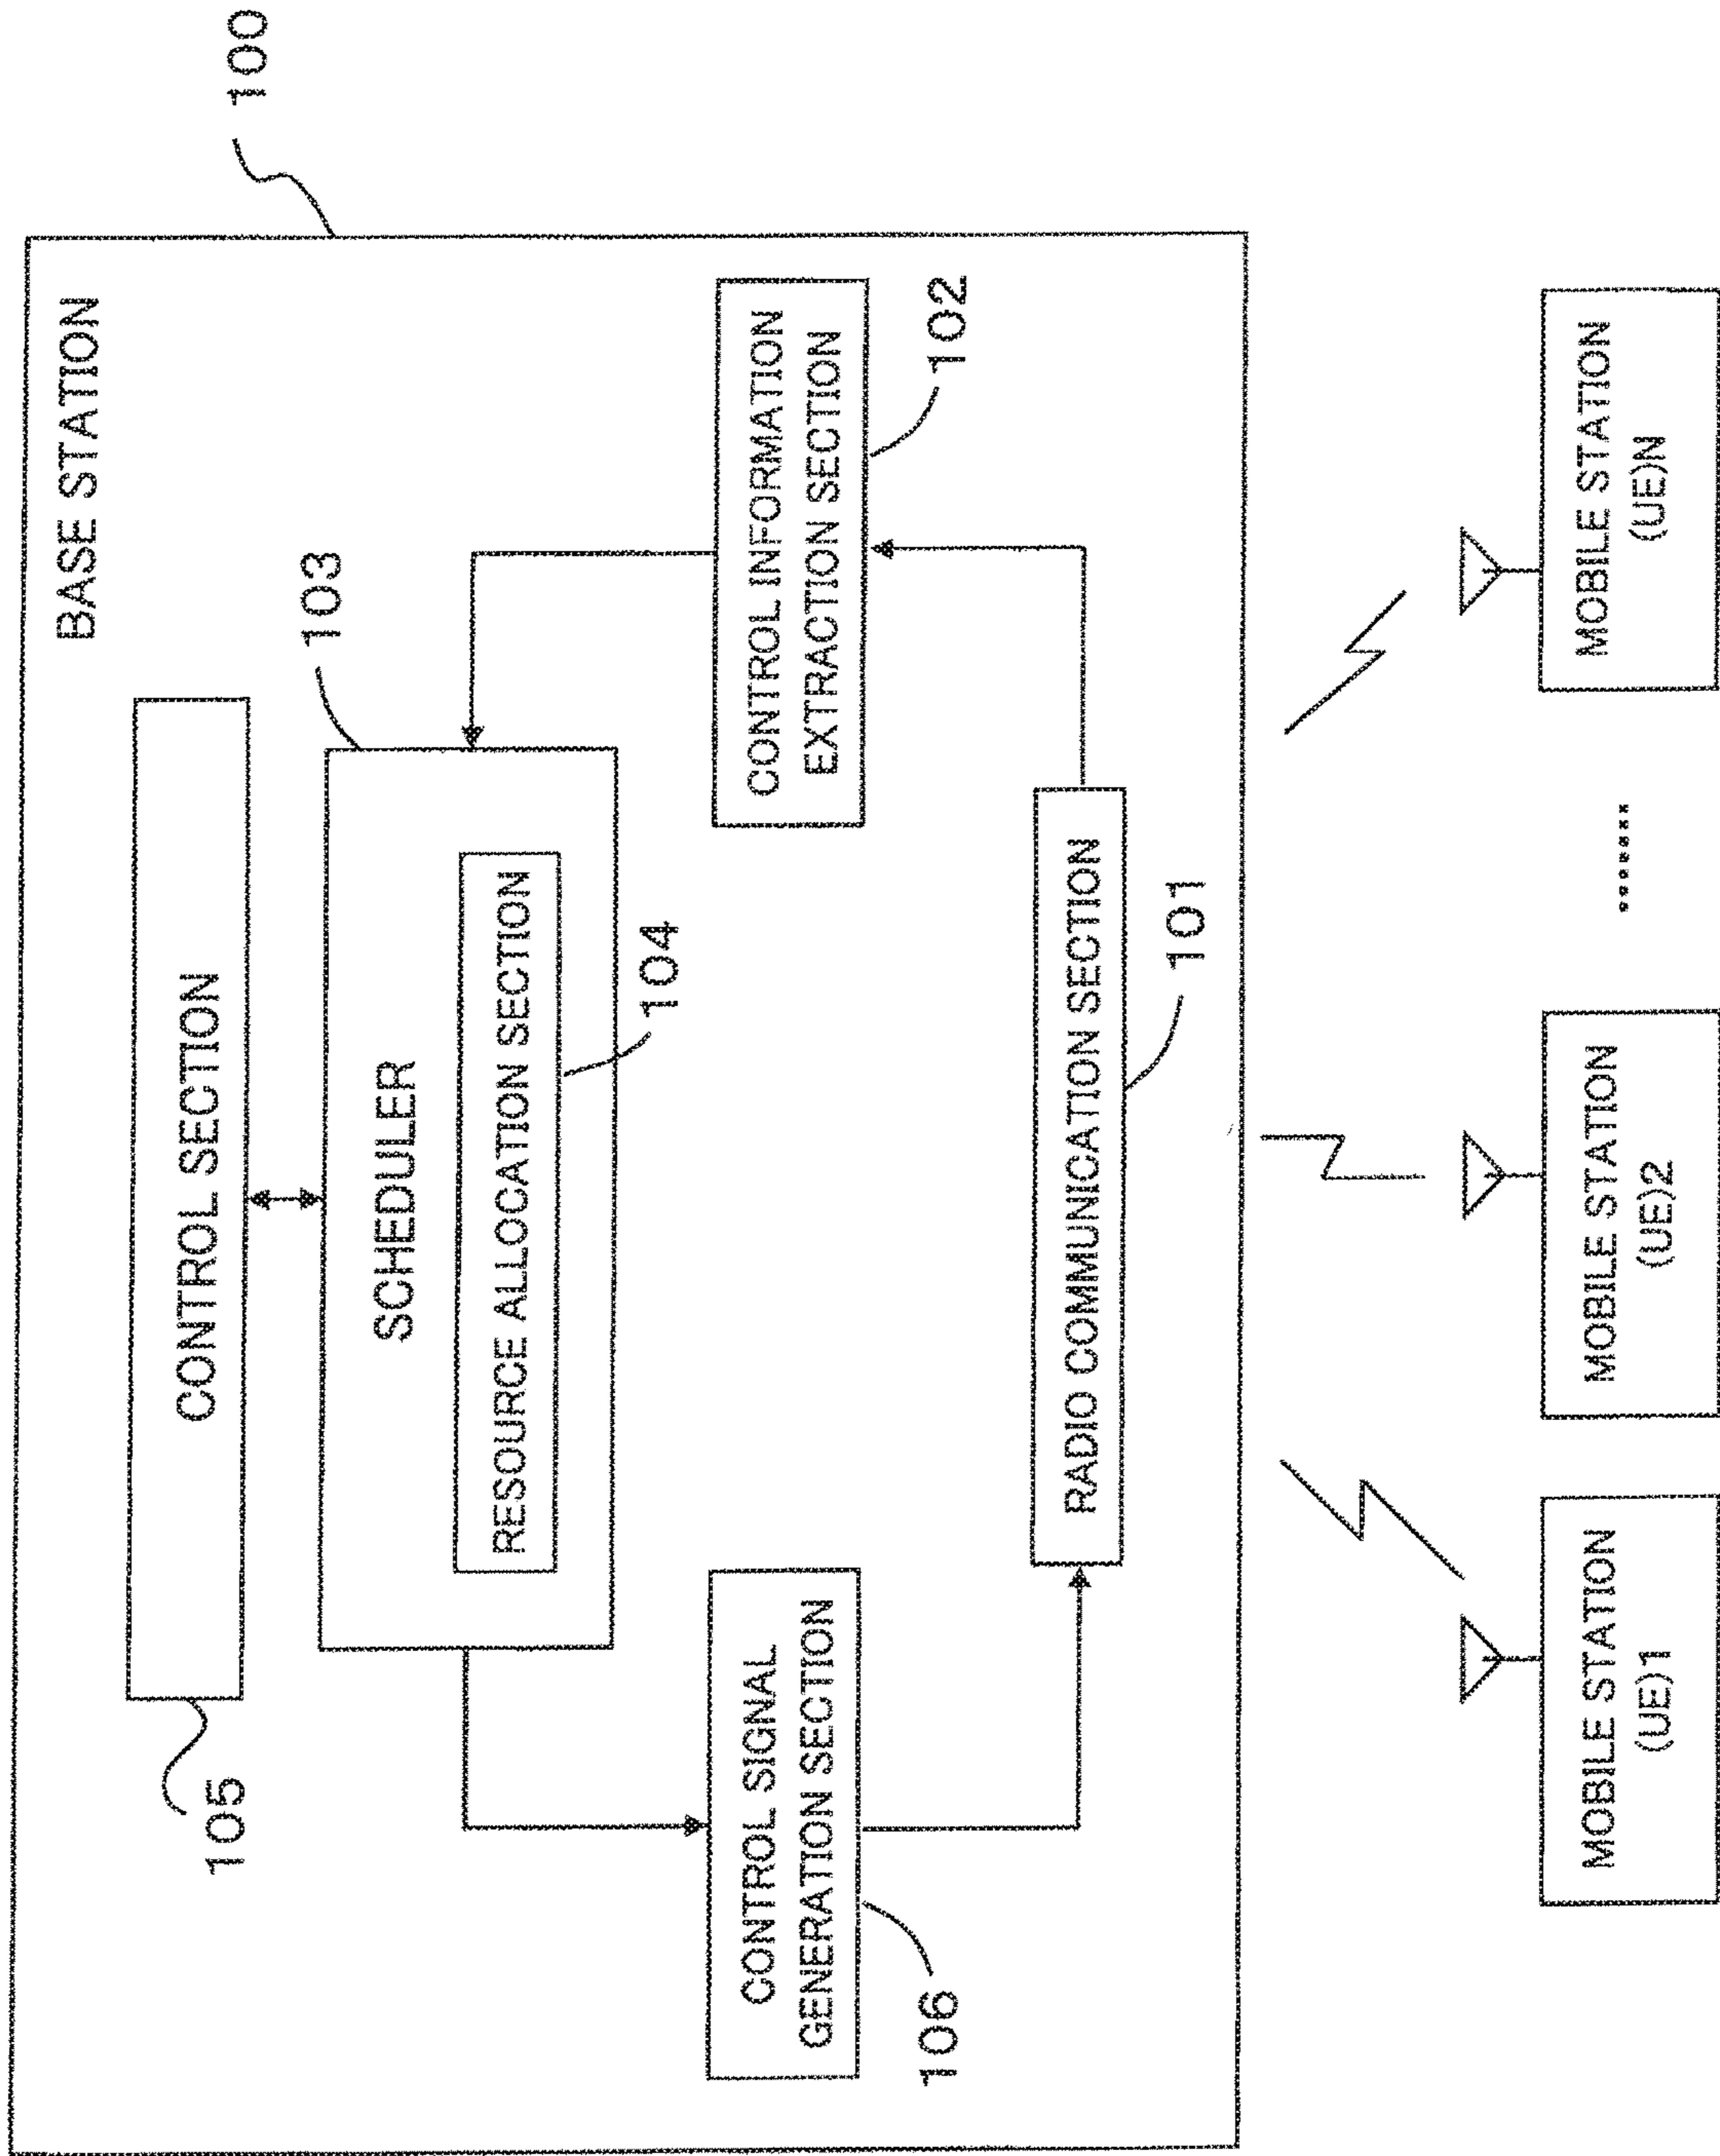 100
BASE STATION
105
CONTROL SECTION
103
SCHEDULER
RESOURCE ALLOCATION SECTION
104
CONTROL SIGNAL
GENERATION SECTION
106
CONTROL INFORMATION
EXTRACTION SECTION
102
RADIO COMMUNICATION SECTION
101
MOBILE STATION
(UE)1
MOBILE STATION
(UE)2
.......
MOBILE STATION
(UE)N